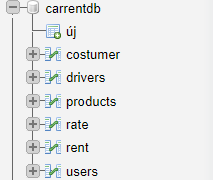 carrentdb
új
costumer
drivers
products
rate
rent
users